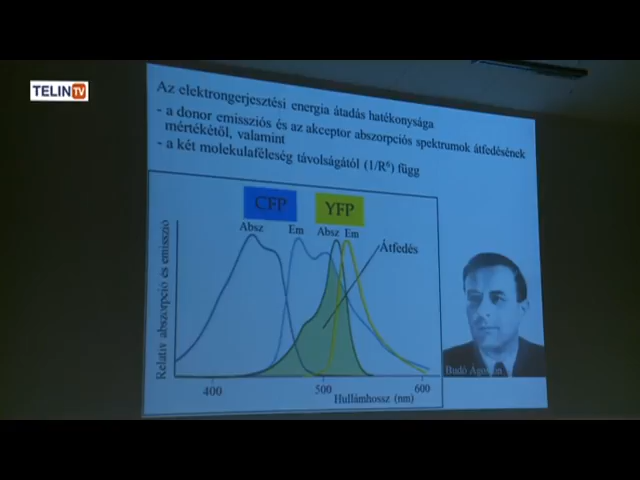 TELIN TV
Az elektrongerjesztési energia átadás hatékonysága
- a donor emissziós és az akceptor abszorpciós spektrumok átfedésének
mértékétől, valamint
- a két molekulaféleség távolságától (1/R⁶) függ
CFP YFP
Absz Em Absz Em
Átfedés
Relatív abszorpció és emisszió
400 500 600
Hullámhossz (nm)
Budó Ágoston